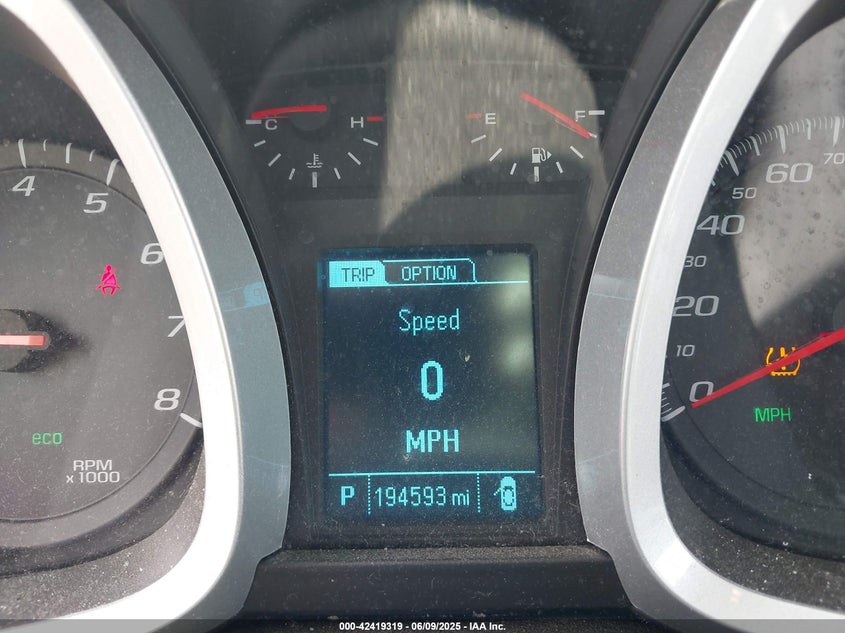 C H
E F
4
5
6
7
8
eco
RPM
x 1000
TRIP OPTION
Speed
0
MPH
P 194593 mi
70
60
50
40
30
20
10
0
MPH
000-42419319 / 06/09/2025 - IAA Inc.